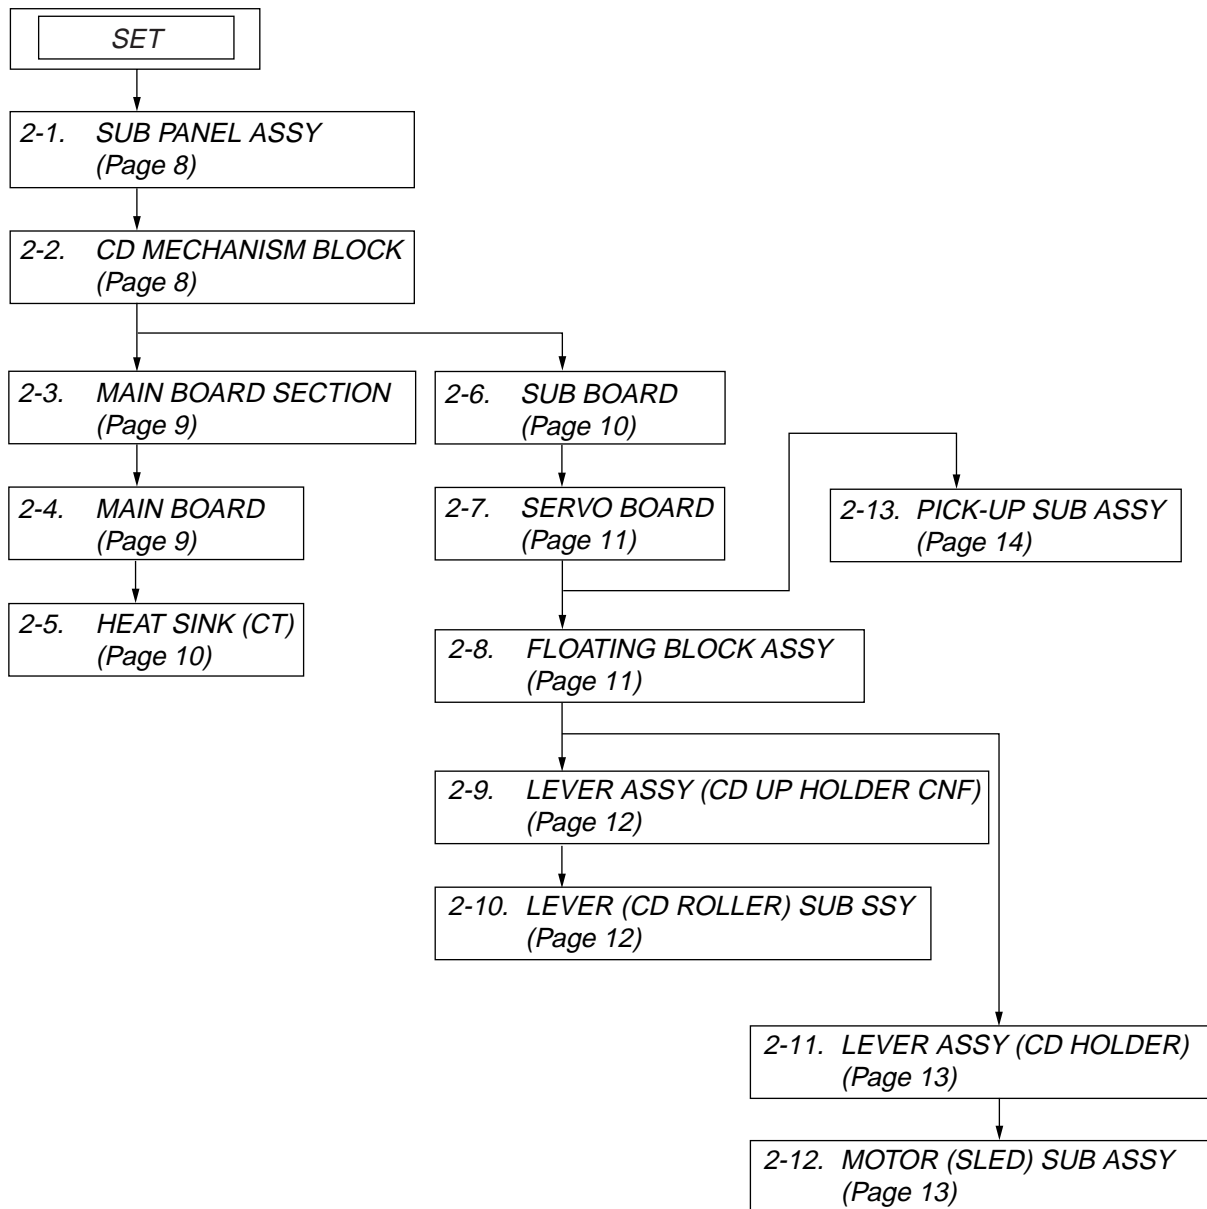 SET
2-1. SUB PANEL ASSY
(Page 8)
2-2. CD MECHANISM BLOCK
(Page 8)
2-3. MAIN BOARD SECTION
(Page 9)
2-6. SUB BOARD
(Page 10)
2-4. MAIN BOARD
(Page 9)
2-7. SERVO BOARD
(Page 11)
2-13. PICK-UP SUB ASSY
(Page 14)
2-5. HEAT SINK (CT)
(Page 10)
2-8. FLOATING BLOCK ASSY
(Page 11)
2-9. LEVER ASSY (CD UP HOLDER CNF)
(Page 12)
2-10. LEVER (CD ROLLER) SUB SSY
(Page 12)
2-11. LEVER ASSY (CD HOLDER)
(Page 13)
2-12. MOTOR (SLED) SUB ASSY
(Page 13)